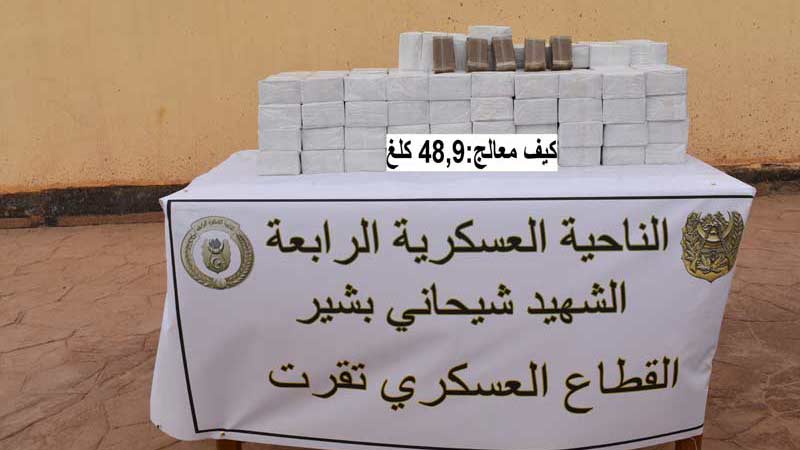 كيف معالج:48,9 كلغ
الناحية العسكرية الرابعة
الشهيد شيحاني بشير
القطاع العسكري تقرت